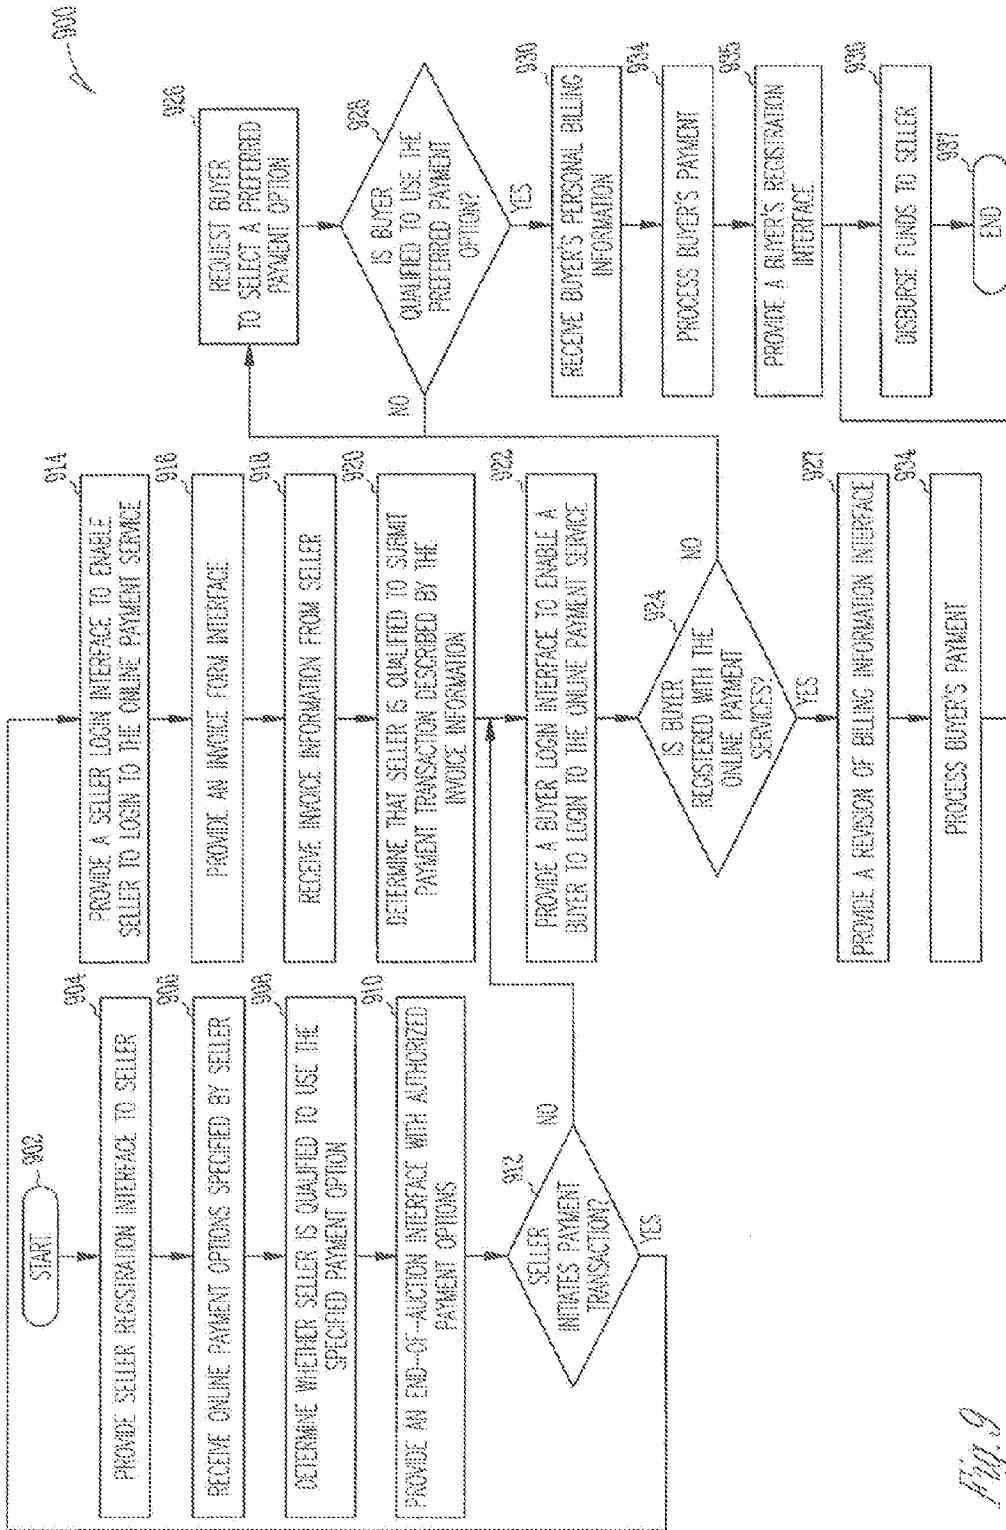 900
START
902
904
PROVIDE SELLER REGSTRATION INTERFACE TO SELLER
906
RECEIVE ONLINE PAYMENT OPTIONS SPECIFIED BY SELLER
908
DETERMINE WHETHER SELLER IS QUALIFIED TO USE THE
SPECIFIED PAYMENT OPTION
910
PROVIDE AN END-OF-AUCTION INTERFACE WITH AUTHORIZED
PAYMENT OPTIONS
912
SELLER
INITIATES PAYMENT
TRANSACTION?
NO
YES
914
PROVIDE A SELLER LOGIN INTERFACE TO ENABLE
SELLER TO LOGIN TO THE ONLINE PAYMENT SERVICE
916
PROVIDE AN INVOICE FORM INTERFACE
918
RECEIVE INVOICE INFORMATION FROM SELLER
920
DETERMINE THAT SELLER IS QUALIFIED TO SUBMIT
PAYMENT TRANSACTION DESCRIBED BY THE
INVOICE INFORMATION
922
PROVIDE A BUYER LOGIN INTERFACE TO ENABLE A
BUYER TO LOGIN TO THE ONLINE PAYMENT SERVICE
924
IS BUYER
REGISTERED WITH THE
ONLINE PAYMENT
SERVICES?
NO
YES
927
PROVIDE A REVISION OF BILLING INFORMATION INTERFACE
934
PROCESS BUYER'S PAYMENT
926
REQUEST BUYER
TO SELECT A PREFERRED
PAYMENT OPTION
928
IS BUYER
QUALIFIED TO USE THE
PREFERRED PAYMENT
OPTION?
NO
YES
930
RECEIVE BUYER'S PERSONAL BILLING
INFORMATION
934
PROCESS BUYER'S PAYMENT
935
PROVIDE A BUYER'S REGISTRATION
INTERFACE
936
DISBURSE FUNDS TO SELLER
937
END
Fig. 9